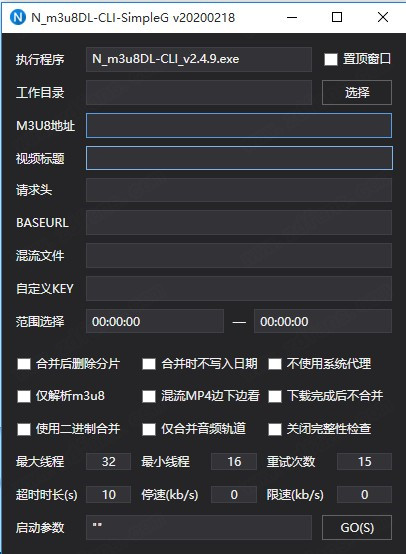 N_m3u8DL-CLI-SimpleG v20200218
执行程序 N_m3u8DL-CLI_v2.4.9.exe 置顶窗口
工作目录 选择
M3U8地址
视频标题
请求头
BASEURL
混流文件
自定义KEY
范围选择 00:00:00 — 00:00:00
合并后删除分片 合并时不写入日期 不使用系统代理
仅解析m3u8 混流MP4边下边看 下载完成后不合并
使用二进制合并 仅合并音频轨道 关闭完整性检查
最大线程 32 最小线程 16 重试次数 15
超时时长(s) 10 停速(kb/s) 0 限速(kb/s) 0
启动参数 "" GO(S)